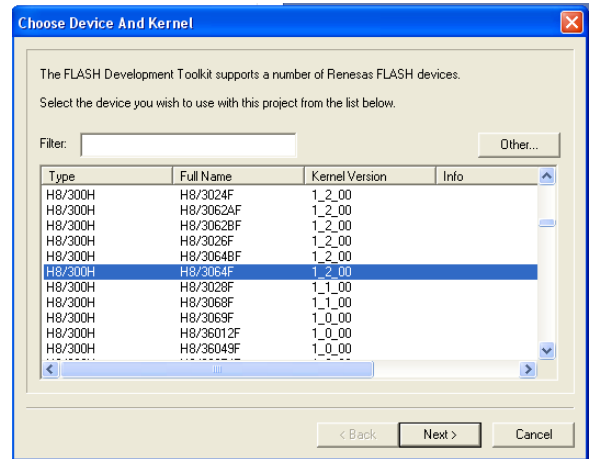 Choose Device And Kernel
The FLASH Development Toolkit supports a number of Renesas FLASH devices.
Select the device you wish to use with this project from the list below.
Filter: Other...
Type Full Name Kernel Version Info
H8/300H H8/3024F 1_2_00
H8/300H H8/3062AF 1_2_00
H8/300H H8/3062BF 1_2_00
H8/300H H8/3026F 1_2_00
H8/300H H8/3064BF 1_2_00
H8/300H H8/3064F 1_2_00
H8/300H H8/3028F 1_1_00
H8/300H H8/3068F 1_1_00
H8/300H H8/3069F 1_0_00
H8/300H H8/36012F 1_0_00
H8/300H H8/36049F 1_0_00
< Back Next > Cancel